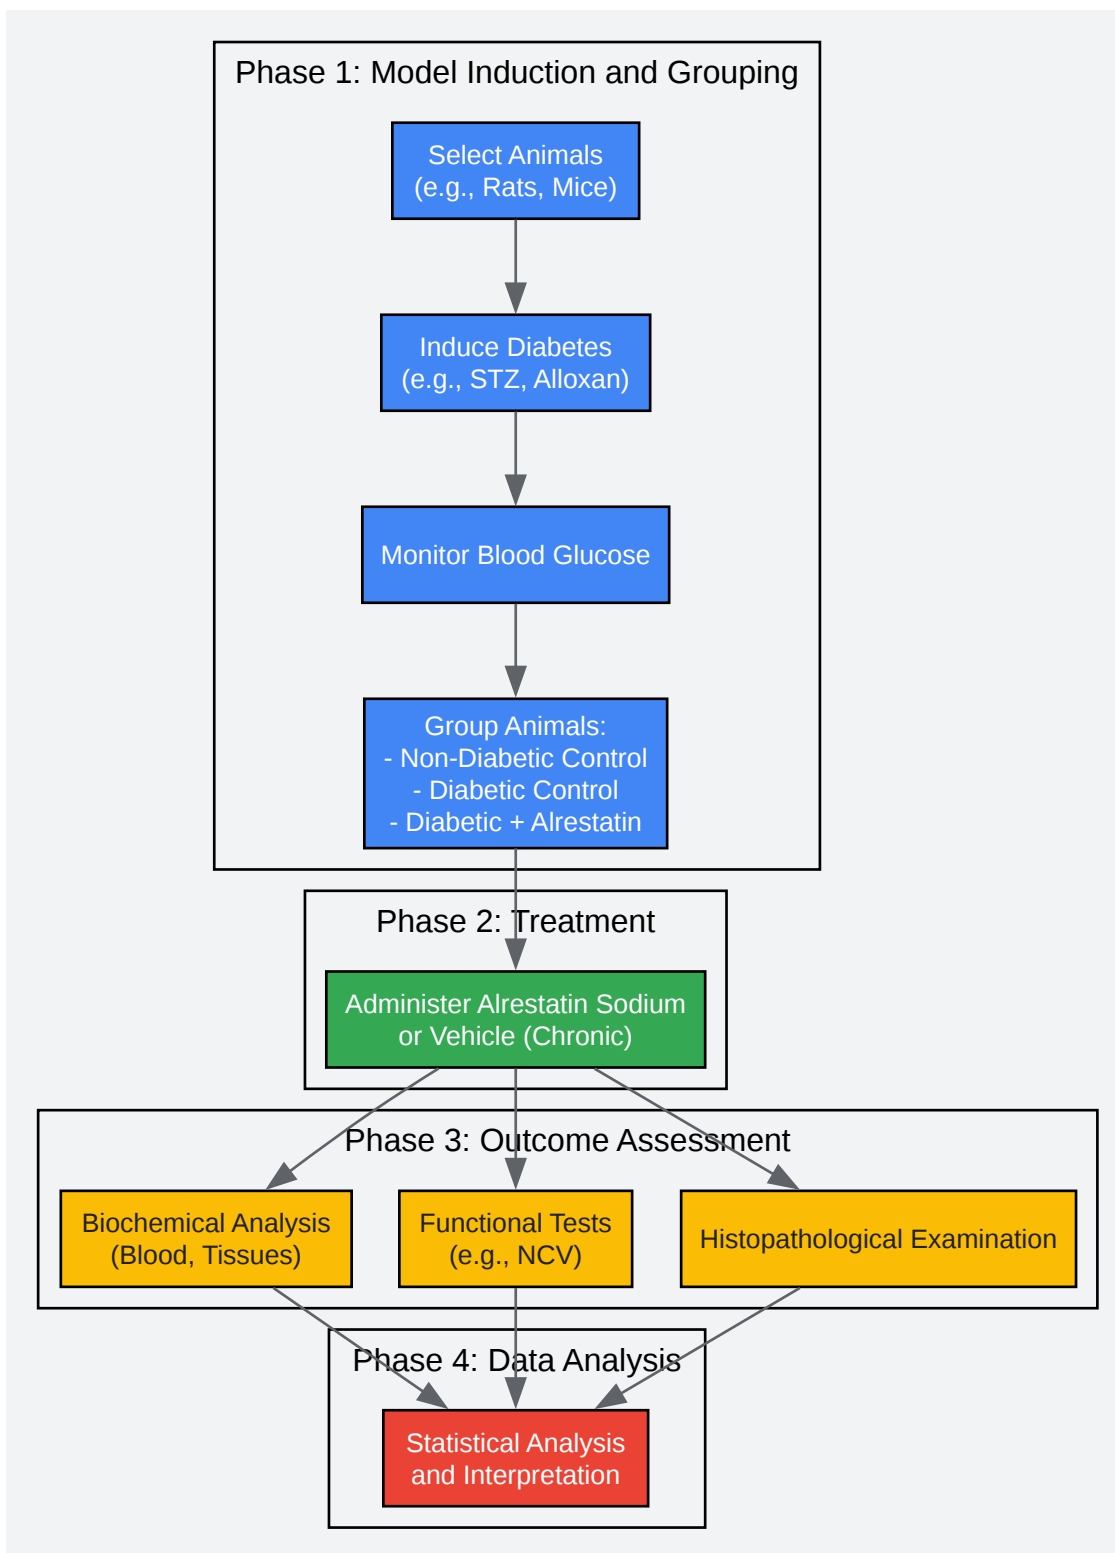 Phase 1: Model Induction and Grouping
Select Animals
(e.g., Rats, Mice)
Induce Diabetes
(e.g., STZ, Alloxan)
Monitor Blood Glucose
Group Animals:
- Non-Diabetic Control
- Diabetic Control
- Diabetic + Alrestatin
Phase 2: Treatment
Administer Alrestatin Sodium
or Vehicle (Chronic)
Phase 3: Outcome Assessment
Biochemical Analysis
(Blood, Tissues)
Functional Tests
(e.g., NCV)
Histopathological Examination
Phase 4: Data Analysis
Statistical Analysis
and Interpretation